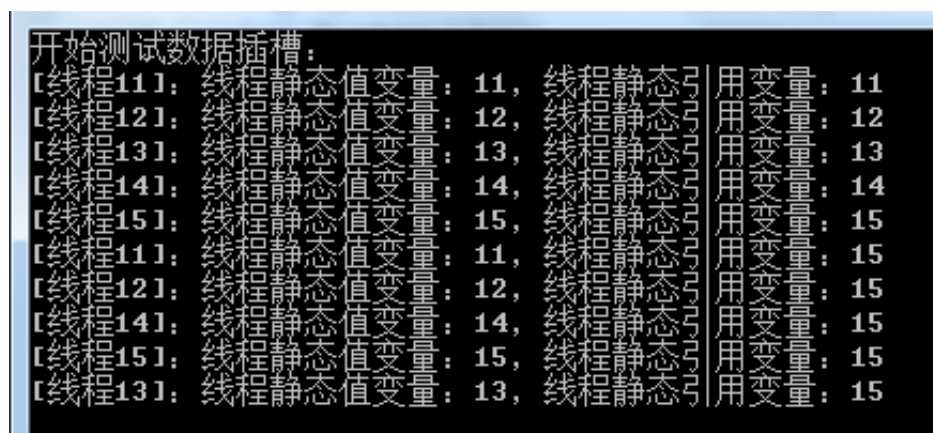 开始测试数据插槽：
[线程11]：线程静态值变量：11，线程静态引用变量：11
[线程12]：线程静态值变量：12，线程静态引用变量：12
[线程13]：线程静态值变量：13，线程静态引用变量：13
[线程14]：线程静态值变量：14，线程静态引用变量：14
[线程15]：线程静态值变量：15，线程静态引用变量：15
[线程11]：线程静态值变量：11，线程静态引用变量：15
[线程12]：线程静态值变量：12，线程静态引用变量：15
[线程14]：线程静态值变量：14，线程静态引用变量：15
[线程15]：线程静态值变量：15，线程静态引用变量：15
[线程13]：线程静态值变量：13，线程静态引用变量：15